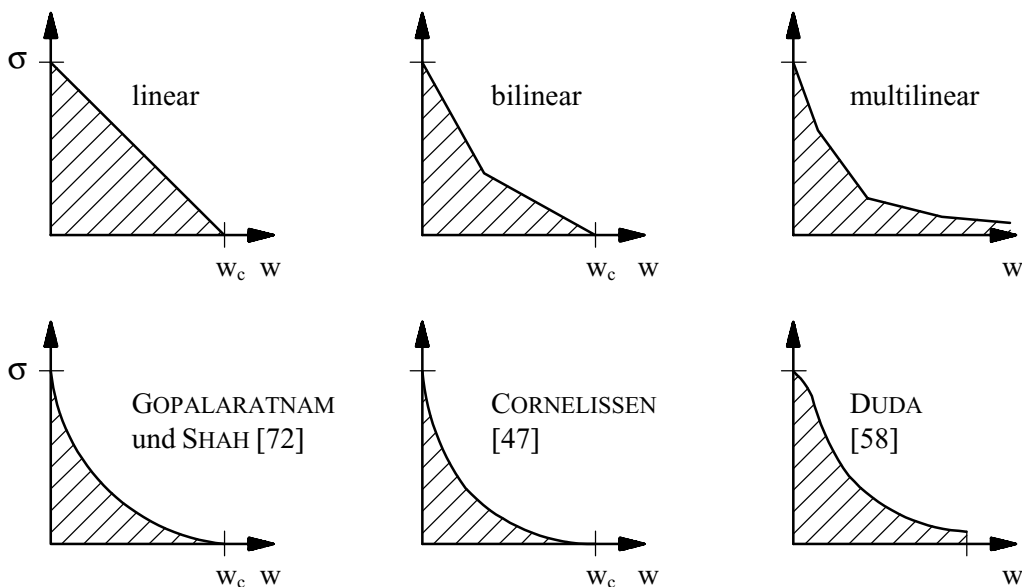 σ
linear
bilinear
multilinear
w_c w
w_c w
w
σ
GOPALARATNAM
und SHAH [72]
CORNELISSEN
[47]
DUDA
[58]
w_c w
w_c w
w